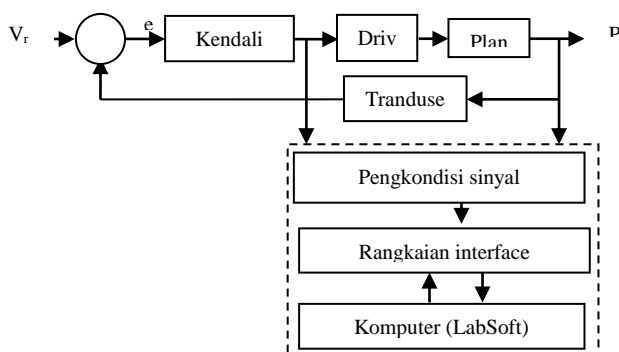 Vr
e
Kendali
Driv
Plan
P
Tranduse
Pengkondisi sinyal
Rangkaian interface
Komputer (LabSoft)